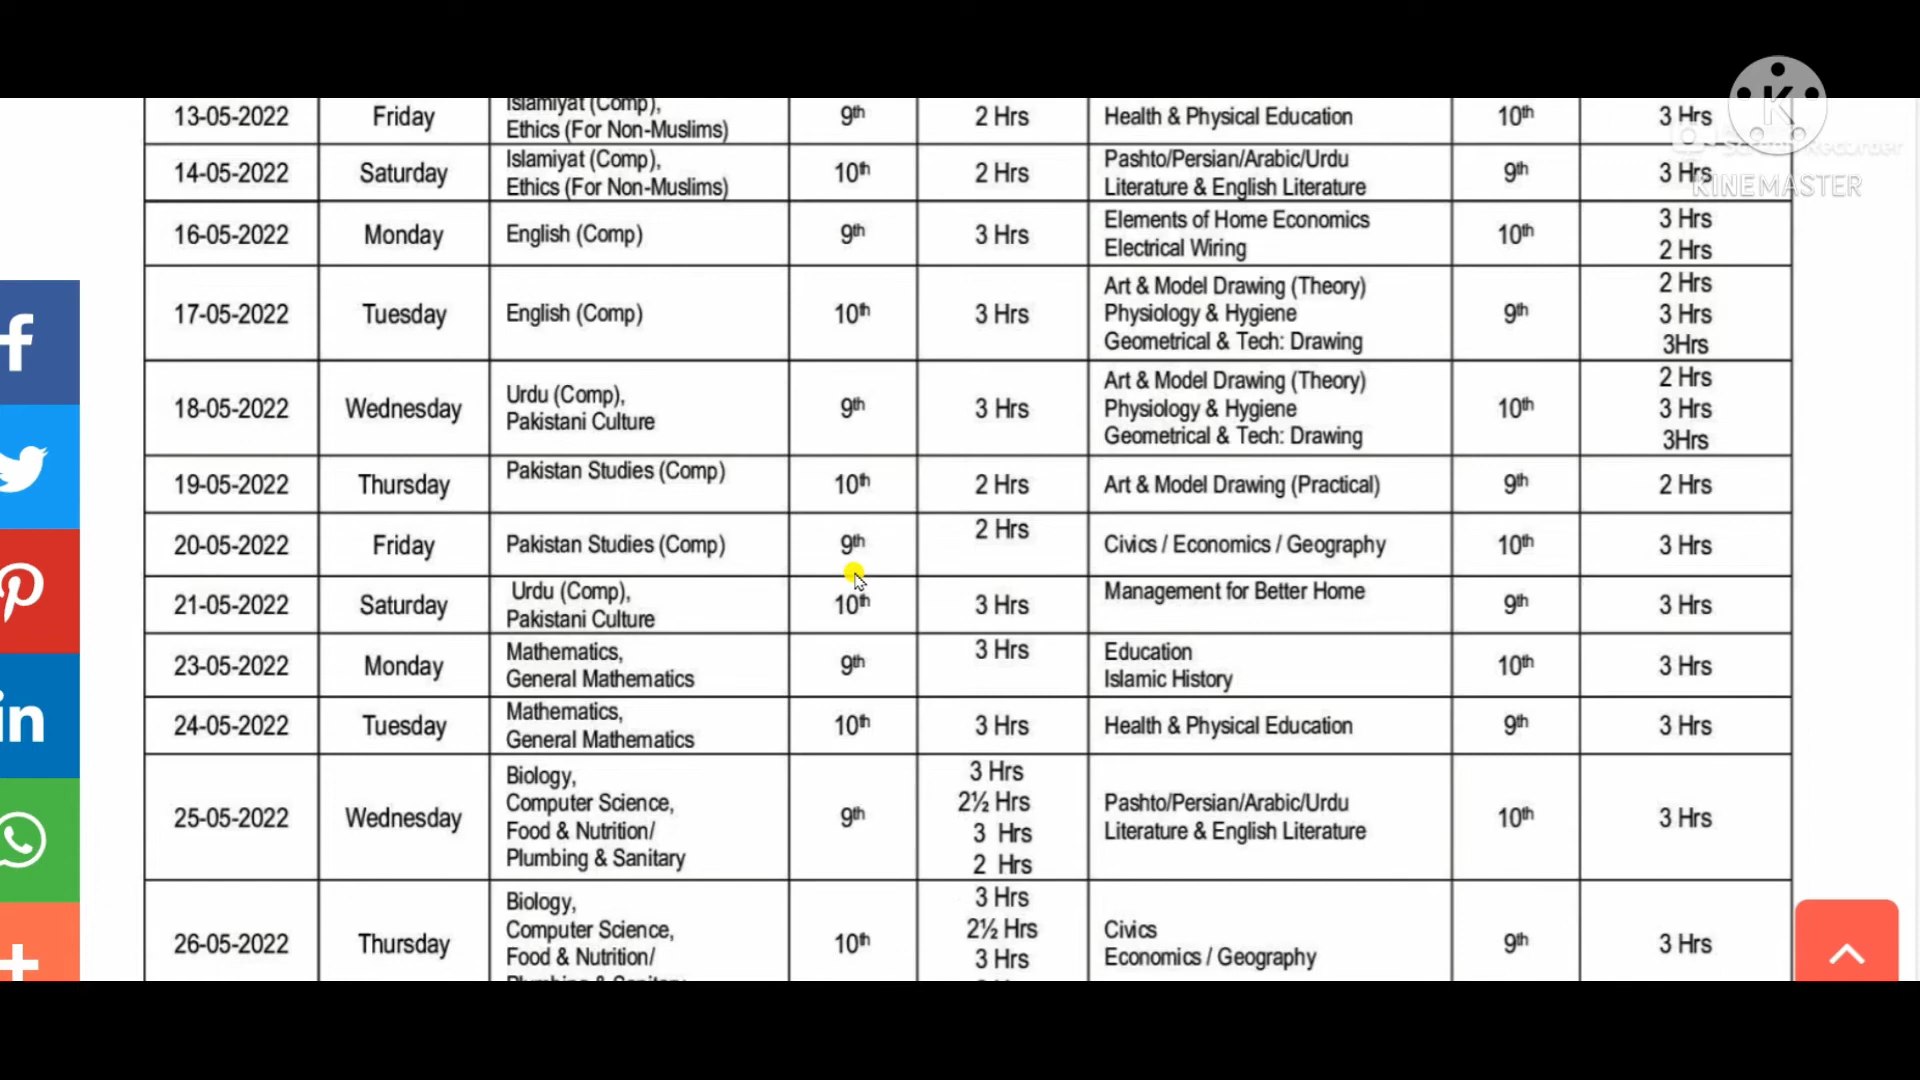 13-05-2022 Friday Islamiyat (Comp), Ethics (For Non-Muslims) 9th 2 Hrs Health & Physical Education 10th 3 Hrs
14-05-2022 Saturday Islamiyat (Comp), Ethics (For Non-Muslims) 10th 2 Hrs Pashto/Persian/Arabic/Urdu Literature & English Literature 9th 3 Hrs
16-05-2022 Monday English (Comp) 9th 3 Hrs Elements of Home Economics Electrical Wiring 10th 3 Hrs 2 Hrs
17-05-2022 Tuesday English (Comp) 10th 3 Hrs Art & Model Drawing (Theory) Physiology & Hygiene Geometrical & Tech: Drawing 9th 2 Hrs 3 Hrs 3Hrs
18-05-2022 Wednesday Urdu (Comp), Pakistani Culture 9th 3 Hrs Art & Model Drawing (Theory) Physiology & Hygiene Geometrical & Tech: Drawing 10th 2 Hrs 3 Hrs 3Hrs
19-05-2022 Thursday Pakistan Studies (Comp) 10th 2 Hrs Art & Model Drawing (Practical) 9th 2 Hrs
20-05-2022 Friday Pakistan Studies (Comp) 9th 2 Hrs Civics / Economics / Geography 10th 3 Hrs
21-05-2022 Saturday Urdu (Comp), Pakistani Culture 10th 3 Hrs Management for Better Home 9th 3 Hrs
23-05-2022 Monday Mathematics, General Mathematics 9th 3 Hrs Education Islamic History 10th 3 Hrs
24-05-2022 Tuesday Mathematics, General Mathematics 10th 3 Hrs Health & Physical Education 9th 3 Hrs
25-05-2022 Wednesday Biology, Computer Science, Food & Nutrition/ Plumbing & Sanitary 9th 3 Hrs 2½ Hrs 3 Hrs 2 Hrs Pashto/Persian/Arabic/Urdu Literature & English Literature 10th 3 Hrs
26-05-2022 Thursday Biology, Computer Science, Food & Nutrition/ 10th 3 Hrs 2½ Hrs 3 Hrs Civics Economics / Geography 9th 3 Hrs
K
Recorder
KINEMASTER
f
in